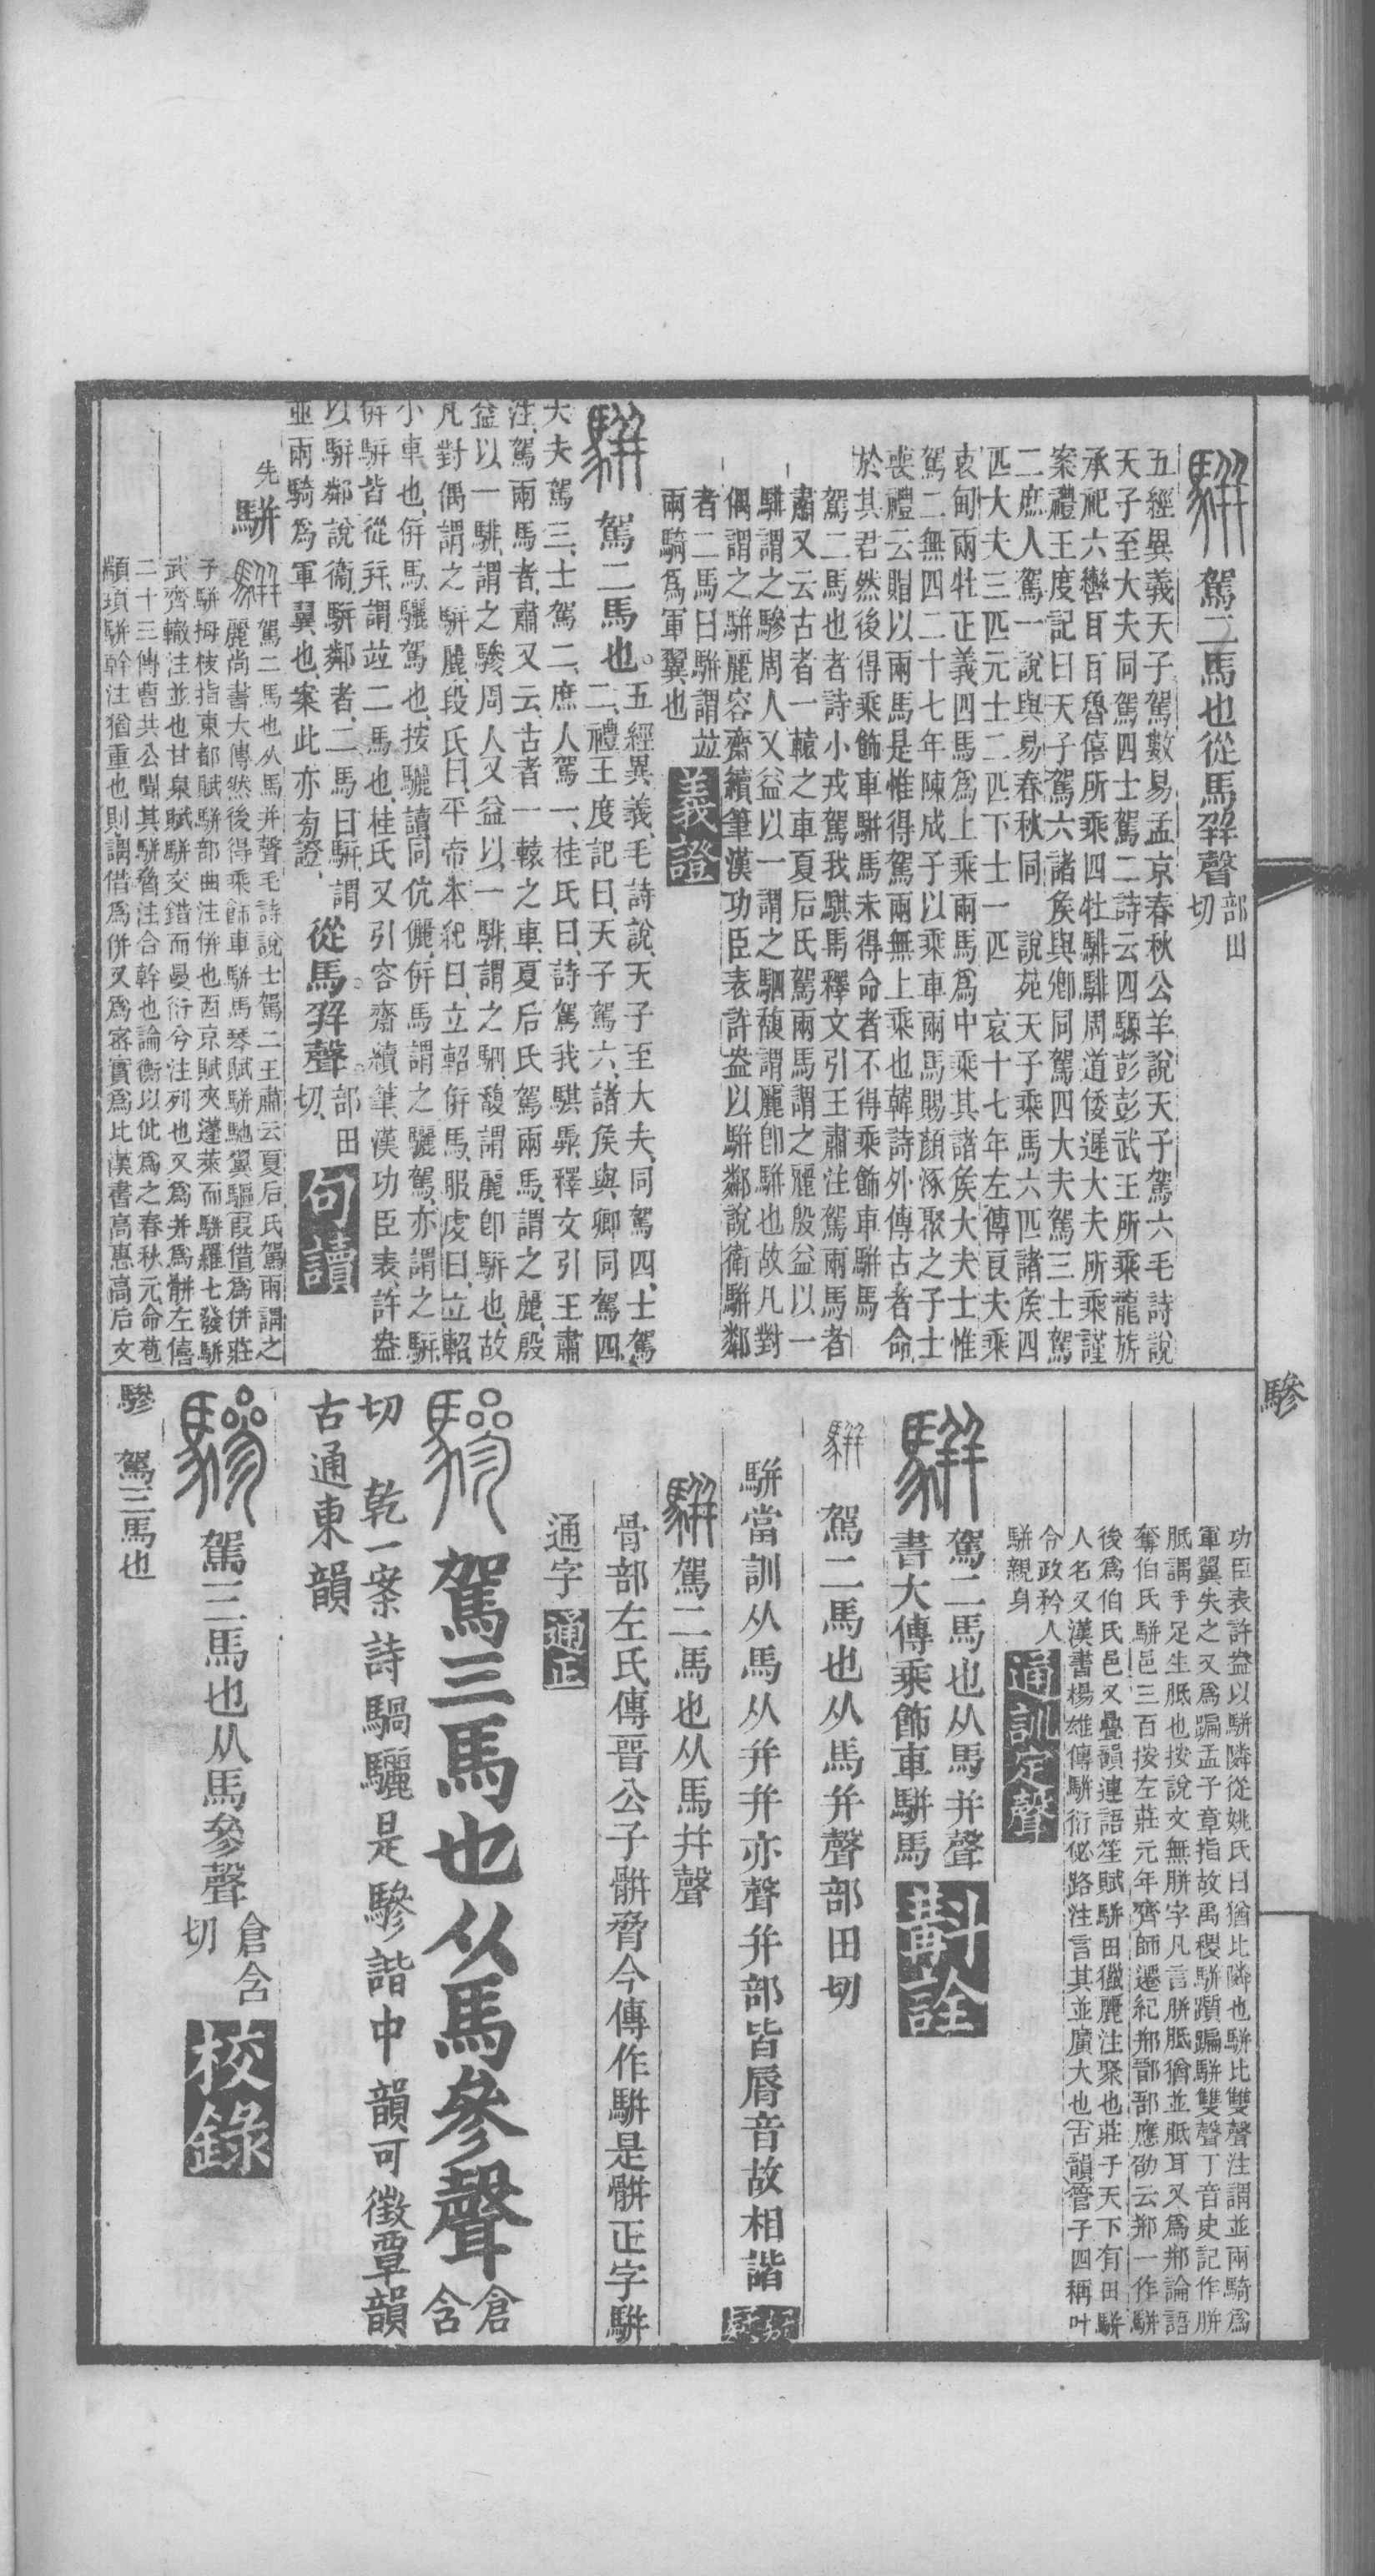 駕二馬也從馬并聲部田切
五經異義天子駕數易孟京春秋公羊說天子駕六毛詩說
天子至大夫同駕四士駕二詩云四騵彭彭武王所乘龍旂
承祀六轡耳耳魯僖所乘四牡騑騑周道倭遲大夫所乘謹
案禮王度記曰天子駕六諸矦與卿同駕四大夫駕三士駕
二庶人駕一說與易春秋同 說苑天子乘馬六匹諸矦四
匹大夫三匹元士二匹下士一匹 哀十七年左傳良夫乘
衷甸兩牡正義四馬爲上乘兩馬爲中乘其諸矦大夫士惟
駕二無四二十七年陳成子以乘車兩馬賜顏涿聚之子士
喪禮云賵以兩馬是惟得駕兩無上乘也韓詩外傳古者命
於其君然後得乘飾車駢馬未得命者不得乘飾車駢馬
駕二馬也者詩小戎駕我騏馬釋文引王肅注駕兩馬者
肅又云古者一轅之車夏后氏駕兩馬謂之麗殷益以一
騑謂之驂周人又益以一謂之駟馥謂麗卽駢也故凡對
偶謂之駢麗容齋續筆漢功臣表許盎以駢鄰說衛駢鄰
者二馬曰駢謂竝
兩騎爲軍翼也
義證
駕二馬也。五經異義、毛詩說、天子至大夫、同駕四、士駕
二、禮王度記曰、天子駕六、諸矦與卿同駕四、
大夫駕三、士駕二、庶人駕一、桂氏曰、詩駕我騏馵、釋文引王肅
注、駕兩馬者、肅又云、古者一轅之車、夏后氏駕兩馬、謂之麗、殷
益以一騑、謂之驂、周人又益以一騑、謂之駟、馥謂麗卽駢也、故
凡對偶謂之駢麗、段氏曰、平帝本紀曰、立軺倂馬、服虔曰、立軺、
小車也、倂馬、驪駕也、按驪讀同伉儷、倂馬謂之驪駕、亦謂之駢、
倂駢皆從幷、謂竝二馬也、桂氏又引容齋續筆、漢功臣表、許盎
以駢鄰說衛、駢鄰者、二馬曰駢、謂
並兩騎爲軍翼也、案此亦有證、
從馬。并聲。部田切、
句讀
先駢
駕二馬也从馬并聲毛詩說士駕二王肅云夏后氏駕兩謂之
麗尚書大傳然後得乘飾車駢馬琴賦駢馳翼驅叚借爲併莊
子駢拇枝指東都賦駢部曲注併也西京賦夾蓬萊而駢羅七發駢
武齊轍注並也甘泉賦駢交錯而曼衍兮注列也又爲并爲骿左僖
二十三傳曹共公聞其駢脅注合幹也論衡以仳爲之春秋元命苞
顓頊駢幹注猶重也則謂借爲併又爲密實爲比漢書高惠高后文
功臣表許盎以駢隣從姚氏曰猶比隣也駢比雙聲注謂並兩騎爲
軍翼失之又爲蹁孟子章指故禹稷駢躓蹁駢雙聲丁音史記作胼
胝謂手足生胝也按說文無胼字凡言胼胝猶並胝耳又爲郱論語
奪伯氏駢邑三百按左莊元年齊師遷紀郱鄑郚應劭云郱一作駢
後爲伯氏邑又疊韻連語笙賦駢田獵麗注聚也莊子天下有田駢
人名又漢書楊雄傳駢衍佖路注言其並廣大也古韻管子四稱叶
令政矜人
駢親身
通訓定聲
駕二馬也从馬并聲
書大傳乘飾車駢馬
斠詮
駕二馬也从馬并聲部田切
駢當訓从馬从并并亦聲并部皆脣音故相諧
駕二馬也从馬并聲
骨部左氏傳晉公子骿脅今傳作駢是骿正字駢
通字
通正
駕三馬也从馬參聲倉含
切 乾一案詩騧驪是驂諧中韻可徵覃韻
古通東韻
駕三馬也从馬參聲倉含切
校錄
驂 駕三馬也
驂